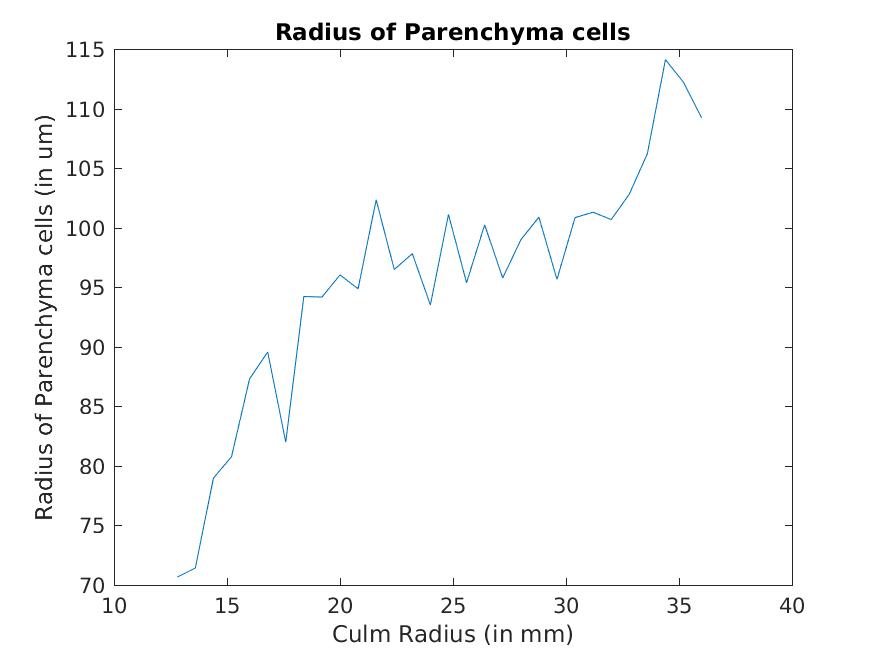 Radius of Parenchyma cells
115
110
105
100
95
90
85
80
75
70
Radius of Parenchyma cells (in um)
10 15 20 25 30 35 40
Culm Radius (in mm)